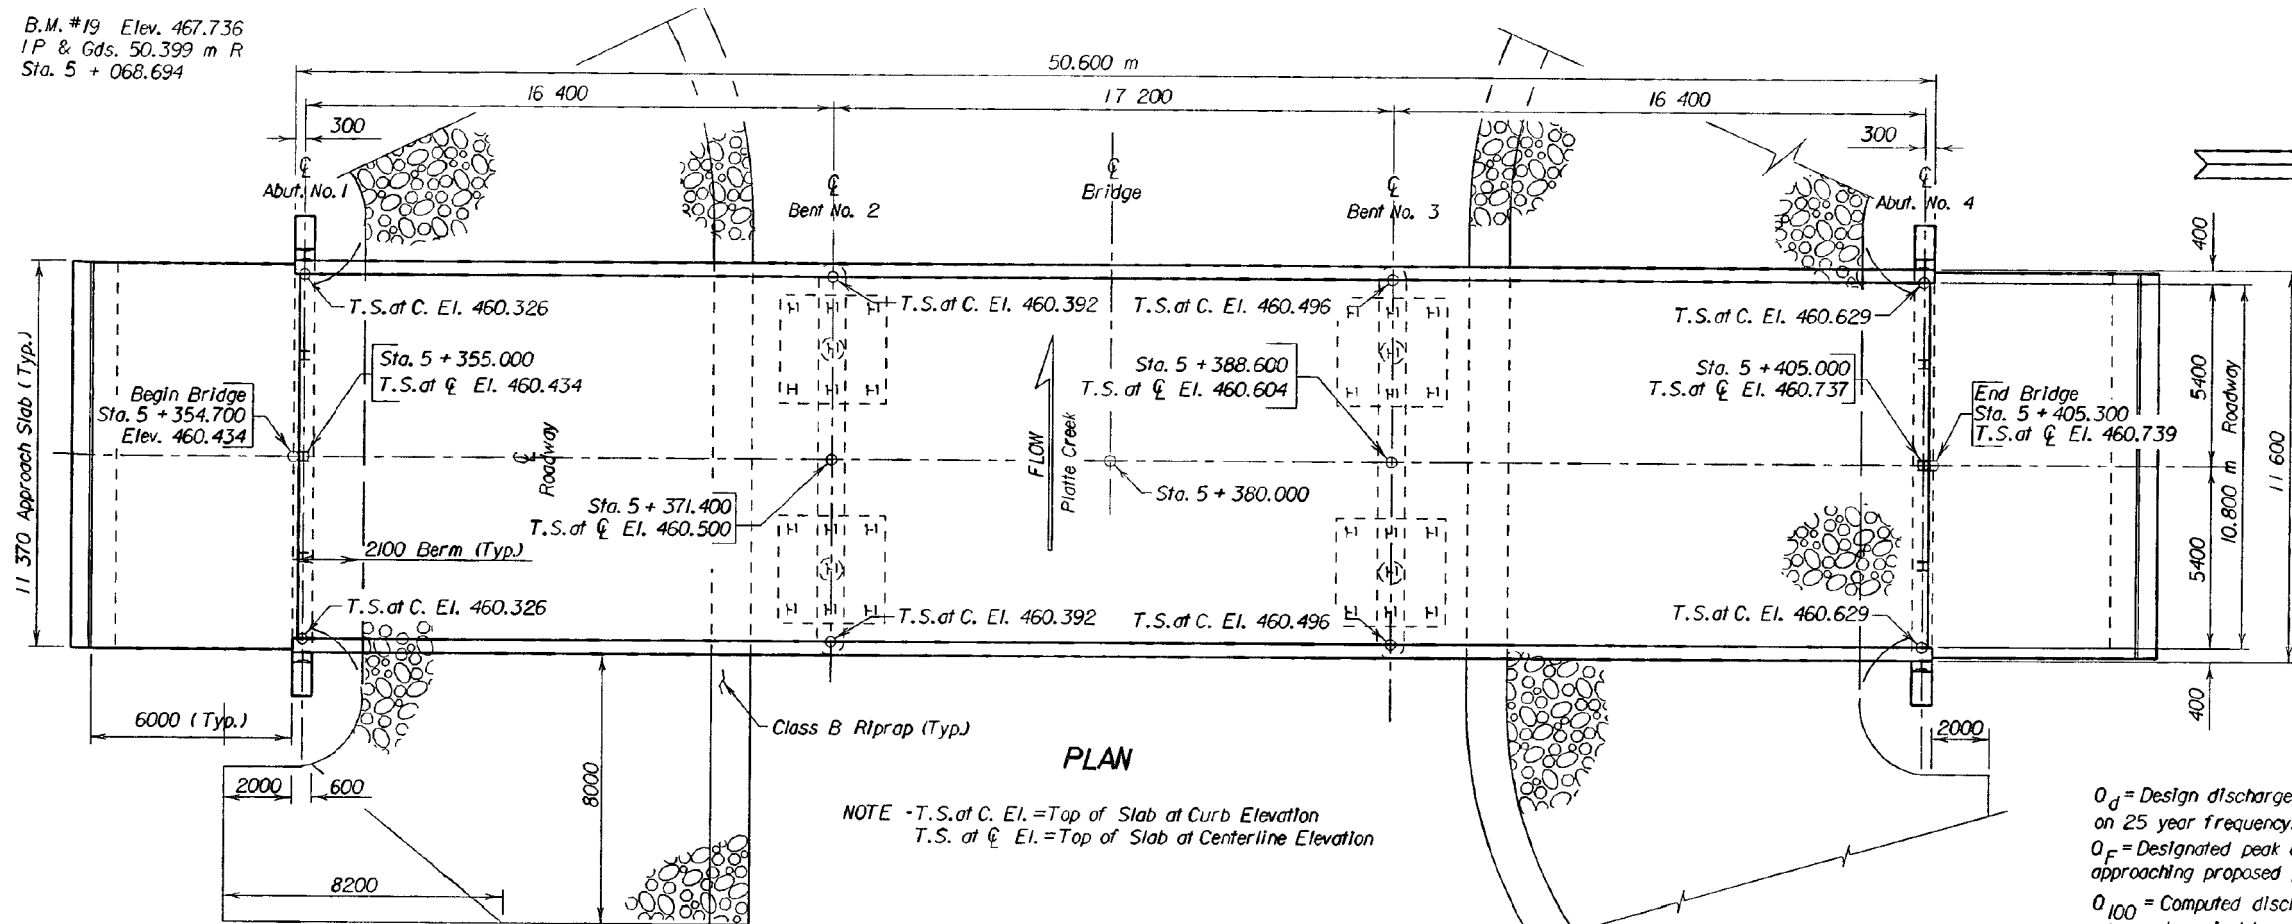 B.M. #19 Elev. 467.736
IP & Gds. 50.399 m R
Sta. 5 + 068.694
50.600 m
16 400
17 200
16 400
300
300
℄
Abut. No. 1
℄
Bent No. 2
℄
Bridge
℄
Bent No. 3
℄
Abut. No. 4
400
T.S. at C. El. 460.326
T.S. at C. El. 460.392
T.S. at C. El. 460.496
T.S. at C. El. 460.629
11 370 Approach Slab (Typ.)
Begin Bridge
Sta. 5 + 354.700
Elev. 460.434
Sta. 5 + 355.000
T.S. at ℄ El. 460.434
Sta. 5 + 388.600
T.S. at ℄ El. 460.604
Sta. 5 + 405.000
T.S. at ℄ El. 460.737
End Bridge
Sta. 5 + 405.300
T.S. at ℄ El. 460.739
5400
5400
10.800 m Roadway
11 600
℄
Roadway
FLOW
Platte Creek
Sta. 5 + 371.400
T.S. at ℄ El. 460.500
Sta. 5 + 380.000
2100 Berm (Typ.)
T.S. at C. El. 460.326
T.S. at C. El. 460.392
T.S. at C. El. 460.496
T.S. at C. El. 460.629
6000 (Typ.)
Class B Riprap (Typ.)
400
2000
2000
600
8000
8200
PLAN
NOTE - T.S. at C. El. = Top of Slab at Curb Elevation
T.S. at ℄ El. = Top of Slab at Centerline Elevation
Qd = Design discharge
on 25 year frequency.
QF = Designated peak
approaching proposed
Q100 = Computed disch